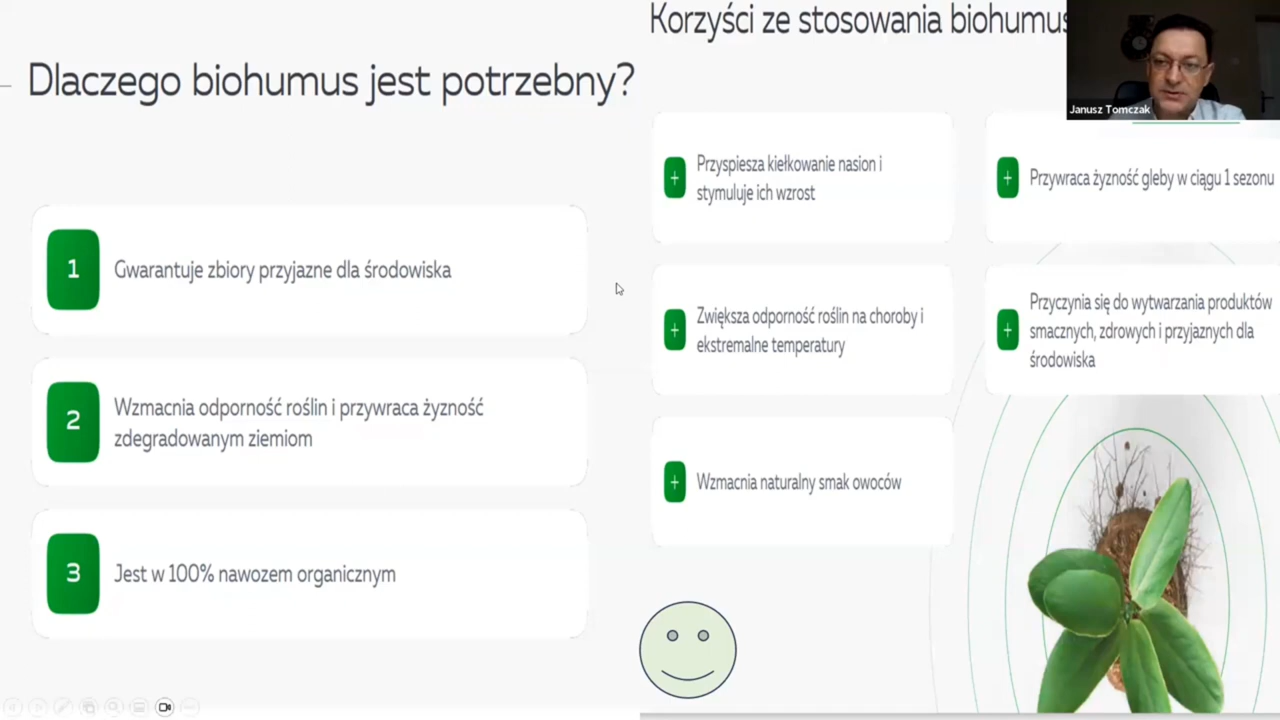 Dlaczego biohumus jest potrzebny?
1
Gwarantuje zbiory przyjazne dla środowiska
2
Wzmacnia odporność roślin i przywraca żyzność
zdegradowanym ziemiom
3
Jest w 100% nawozem organicznym
Korzyści ze stosowania biohumus
+
Przyspiesza kiełkowanie nasion i
stymuluje ich wzrost
+
Przywraca żyzność gleby w ciągu 1 sezonu
+
Zwiększa odporność roślin na choroby i
ekstremalne temperatury
+
Przyczynia się do wytwarzania produktów
smacznych, zdrowych i przyjaznych dla
środowiska
+
Wzmacnia naturalny smak owoców
Janusz Tomczak